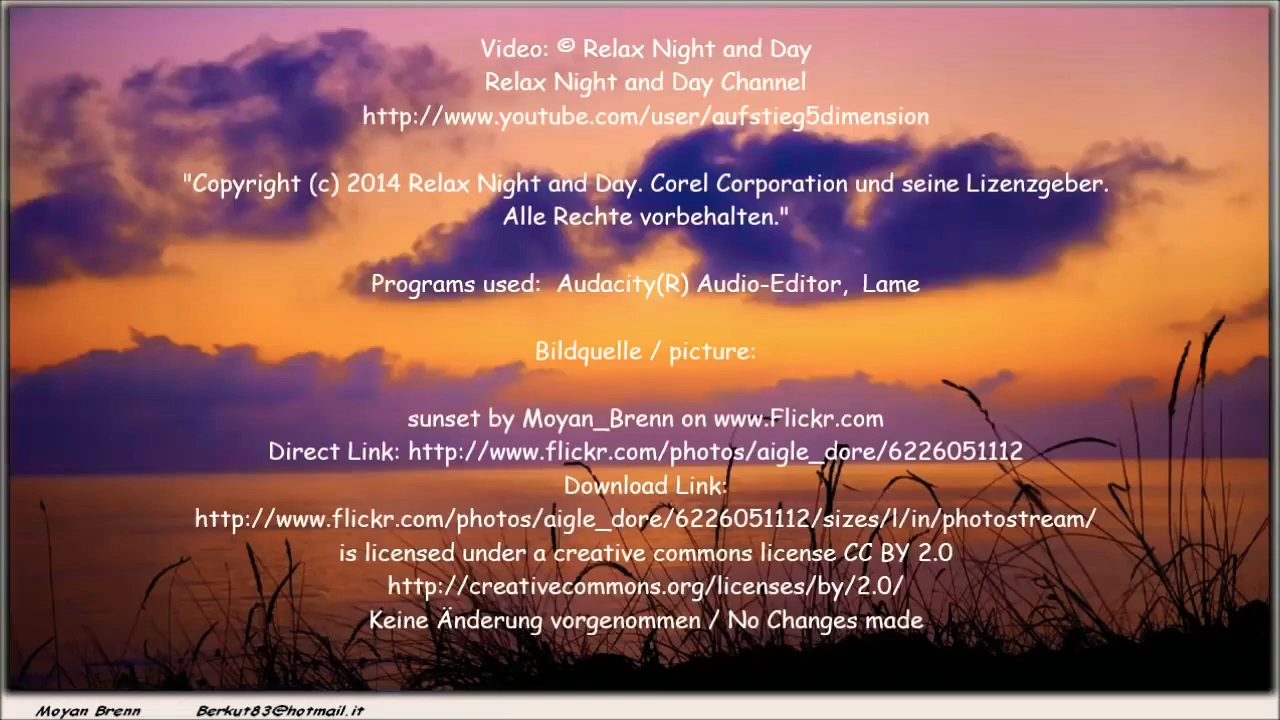 Video: © Relax Night and Day
Relax Night and Day Channel
http://www.youtube.com/user/aufstieg5dimension
"Copyright (c) 2014 Relax Night and Day. Corel Corporation und seine Lizenzgeber.
Alle Rechte vorbehalten."
Programs used:  Audacity(R) Audio-Editor,  Lame
Bildquelle / picture:
sunset by Moyan_Brenn on www.Flickr.com
Direct Link: http://www.flickr.com/photos/aigle_dore/6226051112
Download Link:
http://www.flickr.com/photos/aigle_dore/6226051112/sizes/l/in/photostream/
is licensed under a creative commons license CC BY 2.0
http://creativecommons.org/licenses/by/2.0/
Keine Änderung vorgenommen / No Changes made
Moyan Brenn Berkut83@hotmail.it